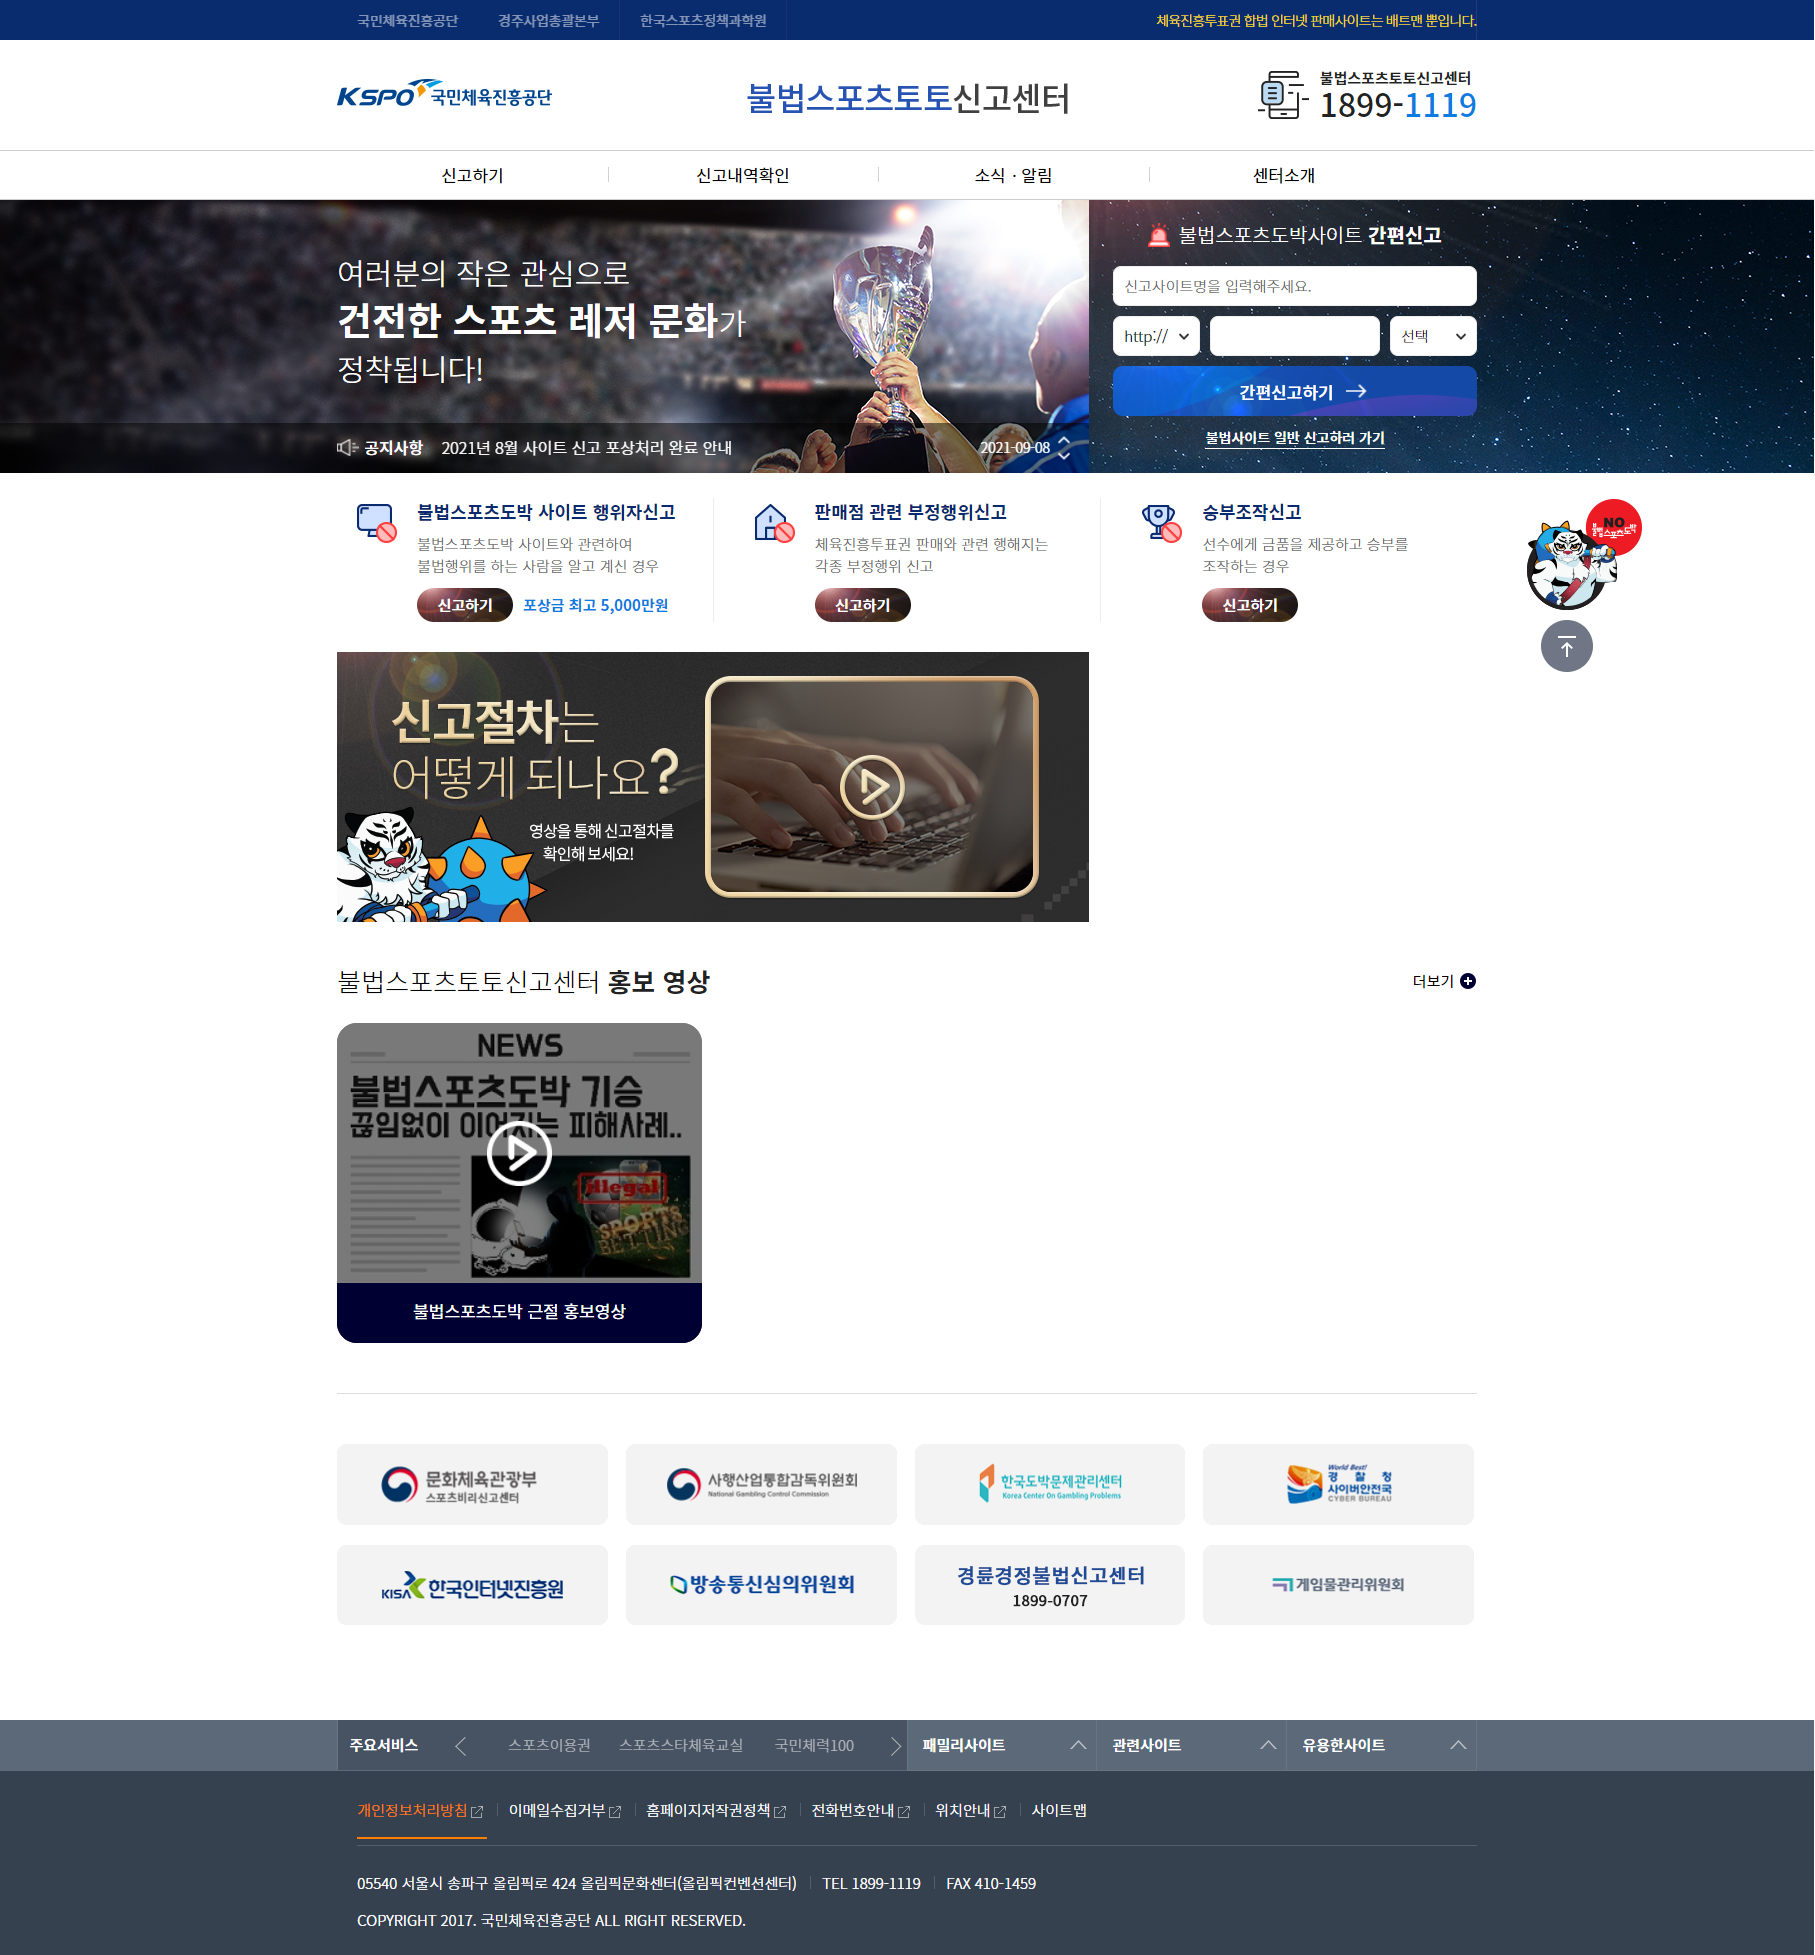 국민체육진흥공단
경주사업총괄본부
한국스포츠정책과학원
체육진흥투표권 합법 인터넷 판매사이트는 배트맨 뿐입니다.
KSPO 국민체육진흥공단
불법스포츠토토신고센터
불법스포츠토토신고센터
1899-1119
신고하기
신고내역확인
소식 · 알림
센터소개
여러분의 작은 관심으로
건전한 스포츠 레저 문화가
정착됩니다!
공지사항 2021년 8월 사이트 신고 포상처리 완료 안내 2021-09-08
불법스포츠도박사이트 간편신고
신고사이트명을 입력해주세요.
http:// 선택
간편신고하기
불법사이트 일반 신고하러 가기
불법스포츠도박 사이트 행위자신고
불법스포츠도박 사이트와 관련하여
불법행위를 하는 사람을 알고 계신 경우
신고하기 포상금 최고 5,000만원
판매점 관련 부정행위신고
체육진흥투표권 판매와 관련 행해지는
각종 부정행위 신고
신고하기
승부조작신고
선수에게 금품을 제공하고 승부를
조작하는 경우
신고하기
NO
불법스포츠도박
신고절차는
어떻게 되나요?
영상을 통해 신고절차를
확인해 보세요!
불법스포츠토토신고센터 홍보 영상
더보기
NEWS
불법스포츠도박 기승
끊임없이 이어지는 피해사례..
illegal
SPORTS
BETTING
불법스포츠도박 근절 홍보영상
문화체육관광부
스포츠비리신고센터
사행산업통합감독위원회
National Gambling Control Commission
한국도박문제관리센터
Korea Center On Gambling Problems
World Best!
경찰청
사이버안전국
CYBER BUREAU
KISA 한국인터넷진흥원
방송통신심의위원회
경륜경정불법신고센터
1899-0707
게임물관리위원회
주요서비스
스포츠이용권
스포츠스타체육교실
국민체력100
패밀리사이트
관련사이트
유용한사이트
개인정보처리방침
이메일수집거부
홈페이지저작권정책
전화번호안내
위치안내
사이트맵
05540 서울시 송파구 올림픽로 424 올림픽문화센터(올림픽컨벤션센터) TEL 1899-1119 FAX 410-1459
COPYRIGHT 2017. 국민체육진흥공단 ALL RIGHT RESERVED.